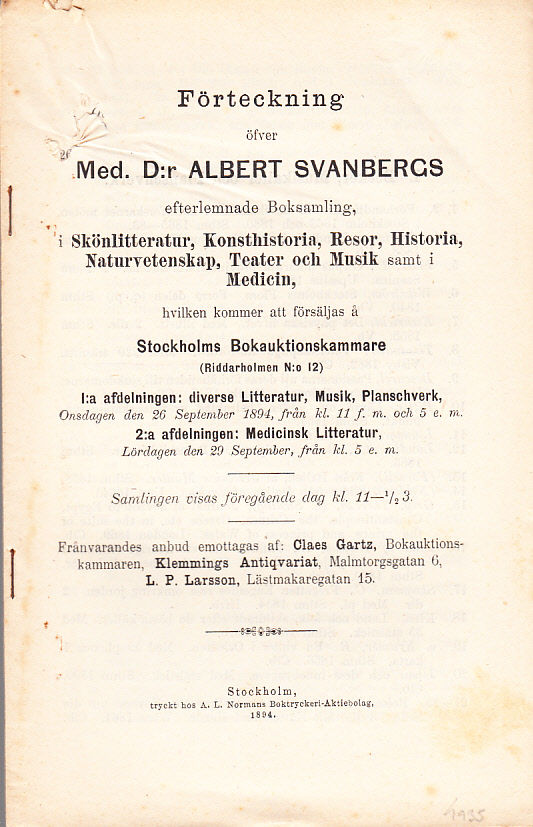 Förteckning
öfver
Med. D:r ALBERT SVANBERGS
efterlemnade Boksamling,
i Skönlitteratur, Konsthistoria, Resor, Historia,
Naturvetenskap, Teater och Musik samt i
Medicin,
hvilken kommer att försäljas å
Stockholms Bokauktionskammare
(Riddarholmen N:o 12)
1:a afdelningen: diverse Litteratur, Musik, Planschverk,
Onsdagen den 26 September 1894, från kl. 11 f. m. och 5 e. m.
2:a afdelningen: Medicinsk Litteratur,
Lördagen den 29 September, från kl. 5 e. m.
Samlingen visas föregående dag kl. 11—1/2 3.
Frånvarandes anbud emottagas af: Claes Gartz, Bokauktions-
kammaren, Klemmings Antiqvariat, Malmtorgsgatan 6,
L. P. Larsson, Lästmakaregatan 15.
Stockholm,
tryckt hos A. L. Normans Boktryckeri-Aktiebolag,
1894.
1935